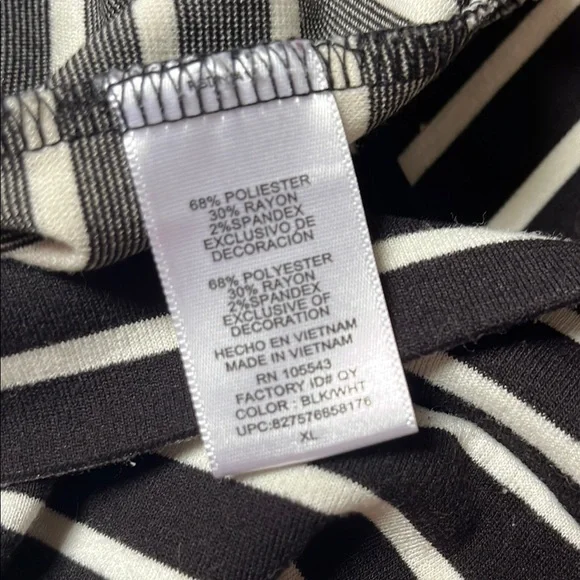 68% POLIESTER
30% RAYON
2%SPANDEX
EXCLUSIVO DE
DECORACIÓN
68% POLYESTER
30% RAYON
2%SPANDEX
EXCLUSIVE OF
DECORATION
HECHO EN VIETNAM
MADE IN VIETNAM
RN 105543
FACTORY ID# QY
COLOR : BLK/WHT
UPC:827576858176
XL